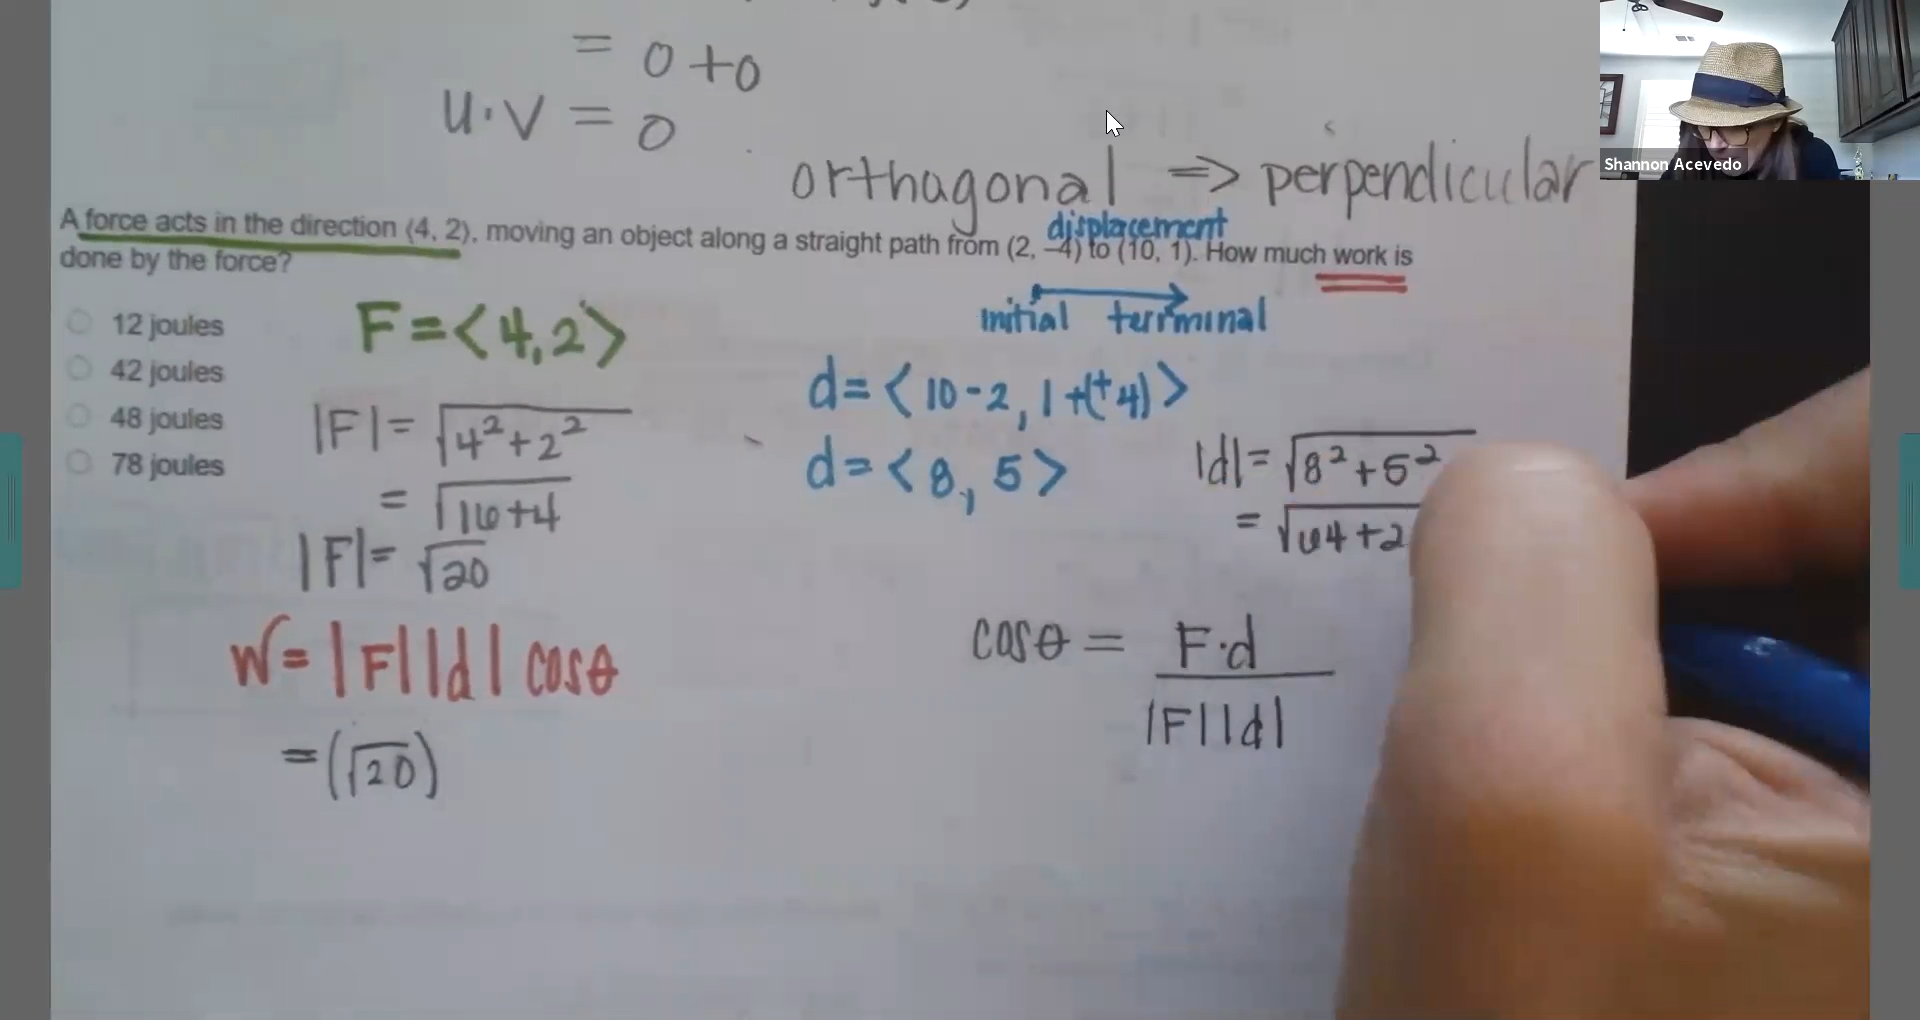 = 0 + 0
u · v = 0
orthagonal => perpendicular
Shannon Acevedo
displacement
A force acts in the direction ⟨4, 2⟩, moving an object along a straight path from (2, –4) to (10, 1). How much work is
done by the force?
initial terminal
12 joules
42 joules
48 joules
78 joules
F = <4, 2>
|F| = √4² + 2²
= √16 + 4
|F| = √20
d = <10 - 2, 1 + (+4)>
d = <8, 5>
|d| = √8² + 5²
= √64 + 2
W = |F| |d| cosθ
= (√20)
cosθ = F · d
|F| |d|